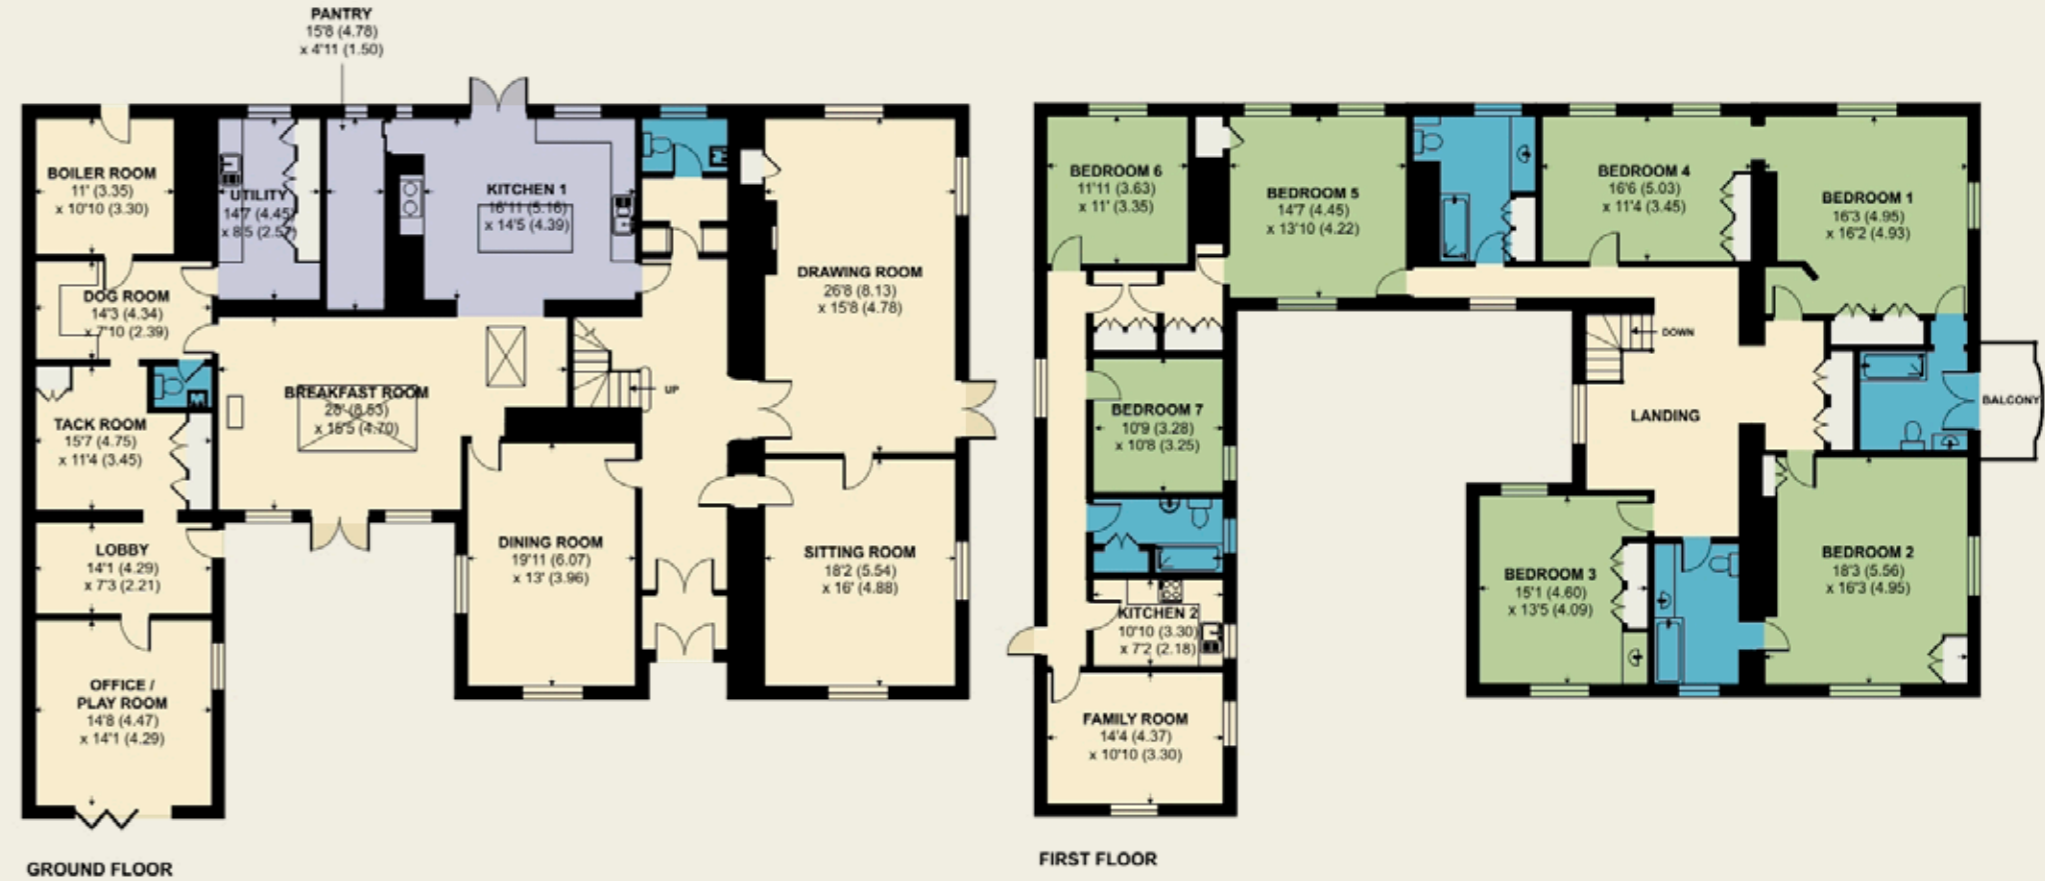 PANTRY
15'8 (4.78)
x 4'11 (1.50)
BOILER ROOM
11' (3.35)
x 10'10 (3.30)
UTILITY
14'7 (4.45)
x 8'5 (2.57)
KITCHEN 1
16'11 (5.16)
x 14'5 (4.39)
DRAWING ROOM
26'8 (8.13)
x 15'8 (4.78)
DOG ROOM
14'3 (4.34)
x 7'10 (2.39)
BREAKFAST ROOM
28' (8.53)
x 15'5 (4.70)
UP
TACK ROOM
15'7 (4.75)
x 11'4 (3.45)
LOBBY
14'1 (4.29)
x 7'3 (2.21)
DINING ROOM
19'11 (6.07)
x 13' (3.96)
SITTING ROOM
18'2 (5.54)
x 16' (4.88)
OFFICE /
PLAY ROOM
14'8 (4.47)
x 14'1 (4.29)
GROUND FLOOR
BEDROOM 6
11'11 (3.63)
x 11' (3.35)
BEDROOM 5
14'7 (4.45)
x 13'10 (4.22)
BEDROOM 4
16'6 (5.03)
x 11'4 (3.45)
BEDROOM 1
16'3 (4.95)
x 16'2 (4.93)
DOWN
LANDING
BALCONY
BEDROOM 7
10'9 (3.28)
x 10'8 (3.25)
BEDROOM 3
15'1 (4.60)
x 13'5 (4.09)
BEDROOM 2
18'3 (5.56)
x 16'3 (4.95)
KITCHEN 2
10'10 (3.30)
x 7'2 (2.18)
FAMILY ROOM
14'4 (4.37)
x 10'10 (3.30)
FIRST FLOOR